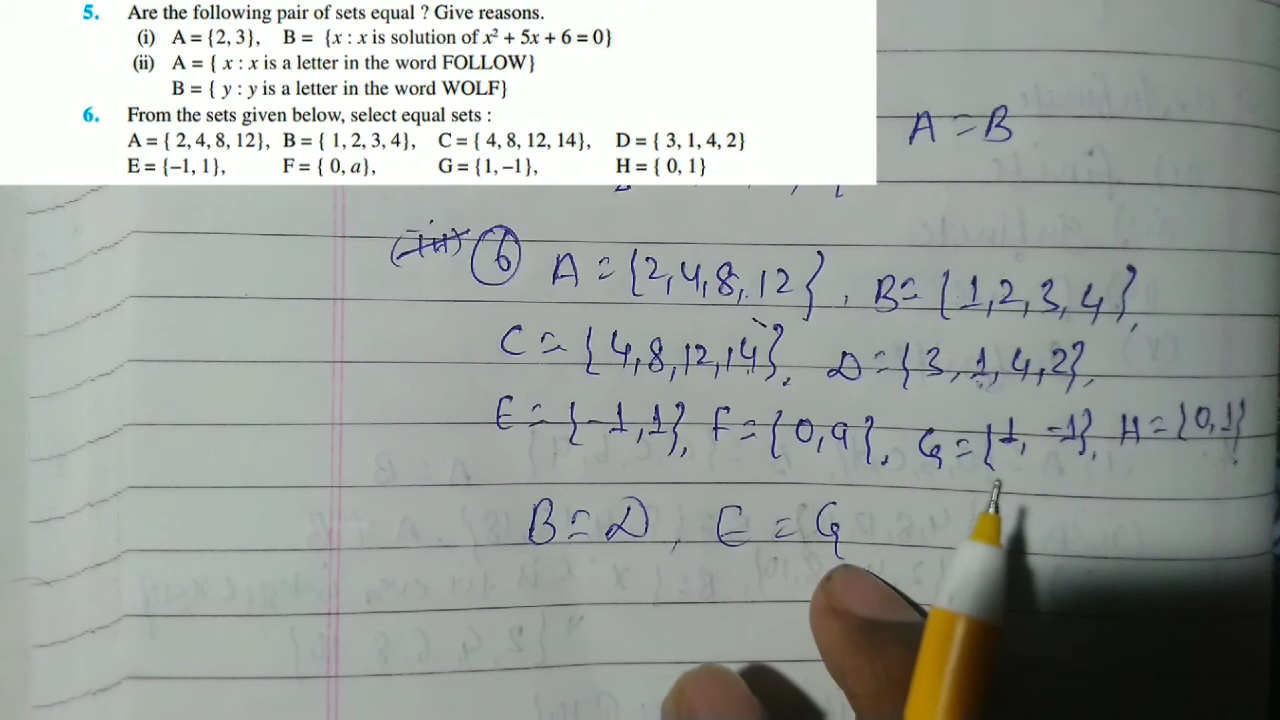 5. Are the following pair of sets equal ? Give reasons.
(i) A = {2, 3}, B = {x : x is solution of x² + 5x + 6 = 0}
(ii) A = { x : x is a letter in the word FOLLOW}
B = { y : y is a letter in the word WOLF}
6. From the sets given below, select equal sets :
A = { 2, 4, 8, 12}, B = { 1, 2, 3, 4}, C = { 4, 8, 12, 14}, D = { 3, 1, 4, 2}
E = {–1, 1}, F = { 0, a}, G = {1, –1}, H = { 0, 1}
A = B
6 A = {2,4,8,12}, B = {1,2,3,4},
C = {4,8,12,14}, D = {3,1,4,2},
E = {-1,1}, F = {0,a}, G = {1,-1}, H = {0,1}
B = D, E = G